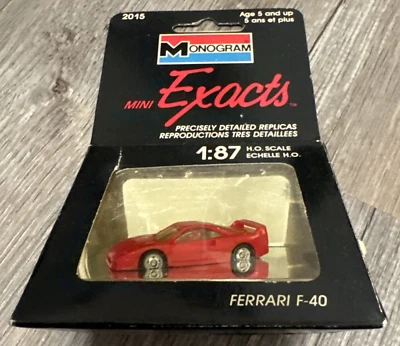 2015
Age 5 and up
5 ans et plus
MONOGRAM
MINI Exacts™
PRECISELY DETAILED REPLICAS
REPRODUCTIONS TRES DETAILLEES
1:87 H.O. SCALE
ECHELLE H.O.
FERRARI F-40